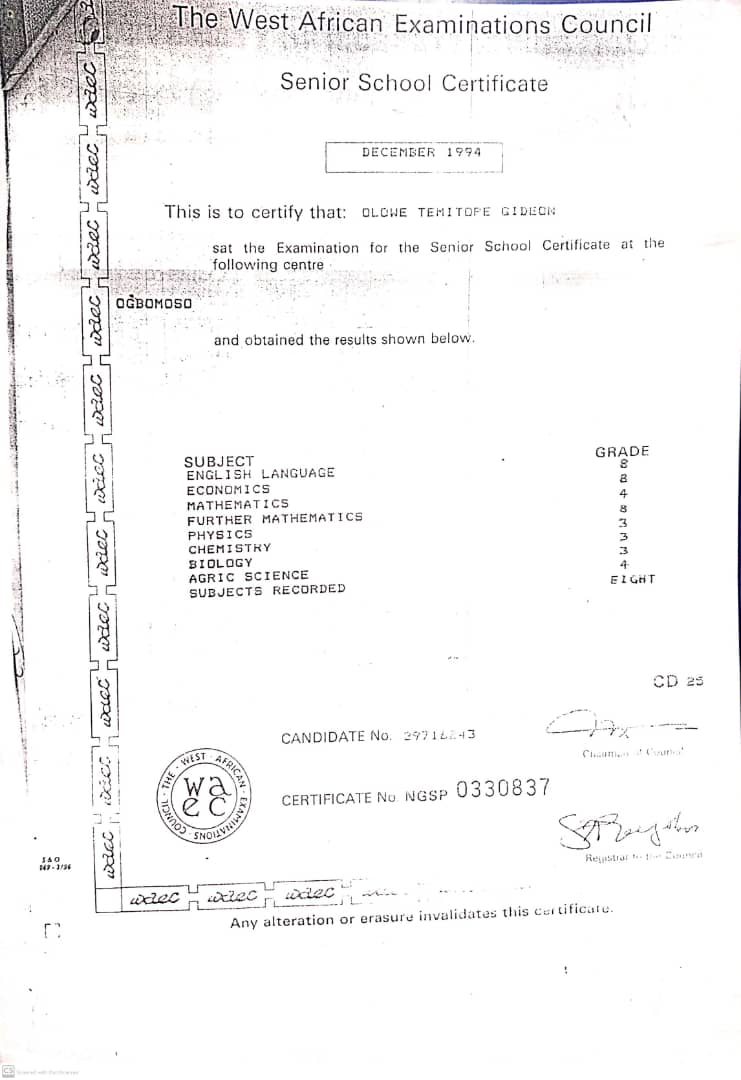 The West African Examinations Council
Senior School Certificate
DECEMBER 1994
This is to certify that: OLOWE TEMITOPE GIDEON
sat the Examination for the Senior School Certificate at the
following centre
OGBOMOSO
and obtained the results shown below.
SUBJECT GRADE
ENGLISH LANGUAGE 8
ECONOMICS 8
MATHEMATICS 4
FURTHER MATHEMATICS 8
PHYSICS 3
CHEMISTRY 3
BIOLOGY 3
AGRIC SCIENCE 4
SUBJECTS RECORDED EIGHT
CD 25
CANDIDATE No.
Chairman of Council
CERTIFICATE No. NGSP 0330837
Registrar to the Council
THE · WEST · AFRICAN · EXAMINATIONS · COUNCIL
wa
ec
S & O
waec
waec
waec
waec
waec
waec
waec
waec
waec
waec
waec
waec
waec
waec
Any alteration or erasure invalidates this certificate.
CS